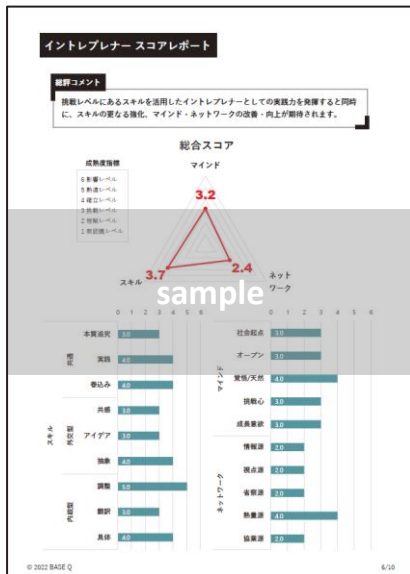 イントレプレナー スコアレポート
総評コメント
挑戦レベルにあるスキルを活用したイントレプレナーとしての実践力を発揮すると同時
に、スキルの更なる強化、マインド・ネットワークの改善・向上が期待されます。
総合スコア
成熟度指標
6 影響レベル
5 熟達レベル
4 確立レベル
3 挑戦レベル
2 理解レベル
1 無認識レベル
マインド
3.2
スキル
3.7
2.4
ネット
ワーク
sample
0 1 2 3 4 5 6
スキル
共通
本質追究 3.0
実践 4.0
巻込み 4.0
外交型
共感 3.0
アイデア 3.0
抽象 4.0
内政型
調整 5.0
翻訳 3.0
具体 4.0
0 1 2 3 4 5 6
マインド
社会起点 3.0
オープン 3.0
覚悟/天然 4.0
挑戦心 3.0
成長意欲 3.0
ネットワーク
情報源 2.0
視点源 2.0
省察源 2.0
熱量源 4.0
協業源 2.0
© 2022 BASE Q
6/10